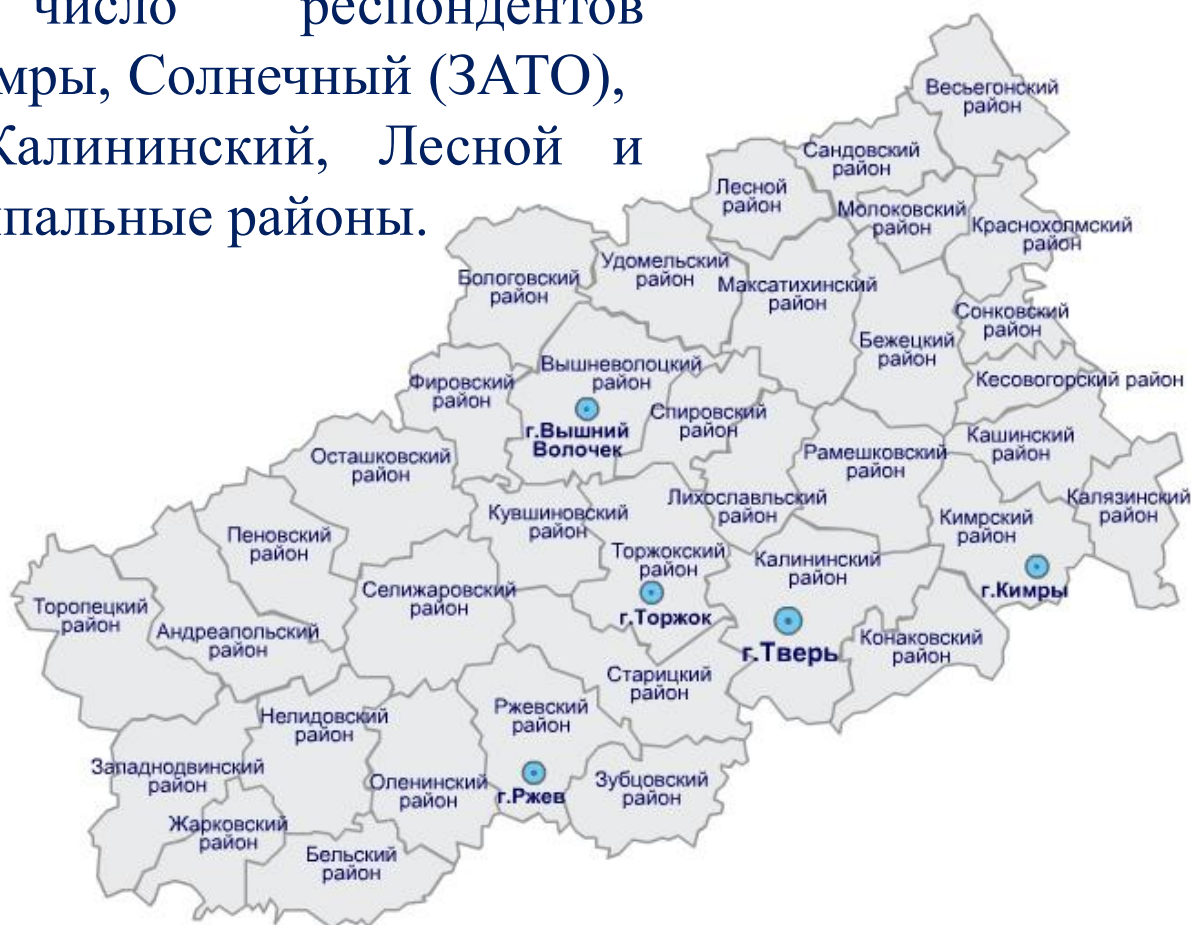 число респондентов
мры, Солнечный (ЗАТО),
Калининский, Лесной и
пальные районы.
Весьегонский
район
Сандовский
район
Лесной
район
Молоковский
район
Краснохолмский
район
Удомельский
район
Бологовский
район
Максатихинский
район
Сонковский
район
Бежецкий
район
Вышневолоцкий
район
Фировский
район
Кесовогорский район
г.Вышний
Волочек
Спировский
район
Кашинский
район
Осташковский
район
Рамешковский
район
Лихославльский
район
Калязинский
район
Кувшиновский
район
Кимрский
район
Пеновский
район
Торжокский
район
Калининский
район
г.Кимры
Селижаровский
район
Торопецкий
район
г.Торжок
Андреапольский
район
Конаковский
район
г.Тверь
Старицкий
район
Ржевский
район
Нелидовский
район
Западнодвинский
район
Оленинский
район
г.Ржев
Зубцовский
район
Жарковский
район
Бельский
район